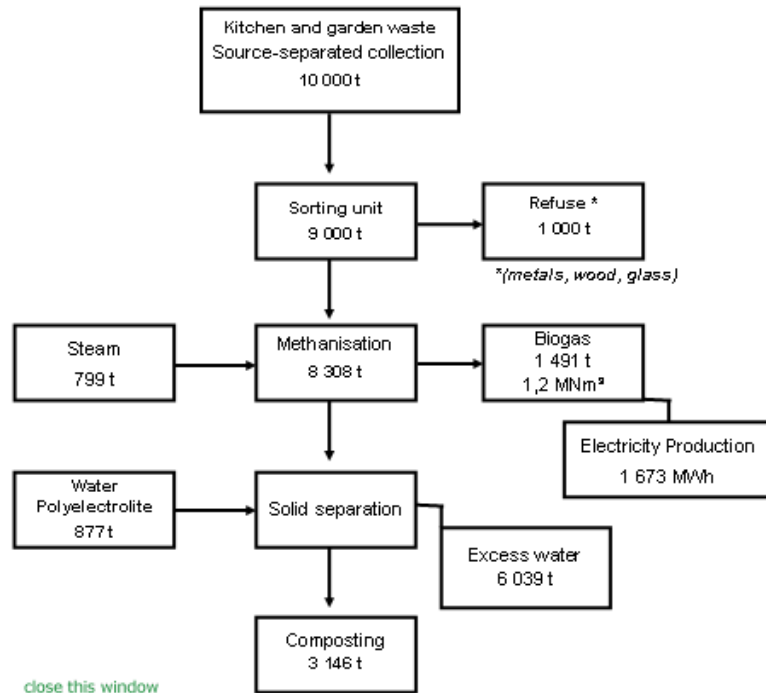 Kitchen and garden waste
Source-separated collection
10 000 t
Sorting unit
9 000 t
Refuse *
1 000 t
*(metals, wood, glass)
Steam
799 t
Methanisation
8 308 t
Biogas
1 491 t
1,2 MNm³
Electricity Production
1 673 MWh
Water
Polyelectrolite
877 t
Solid separation
Excess water
6 039 t
Composting
3 146 t
close this window